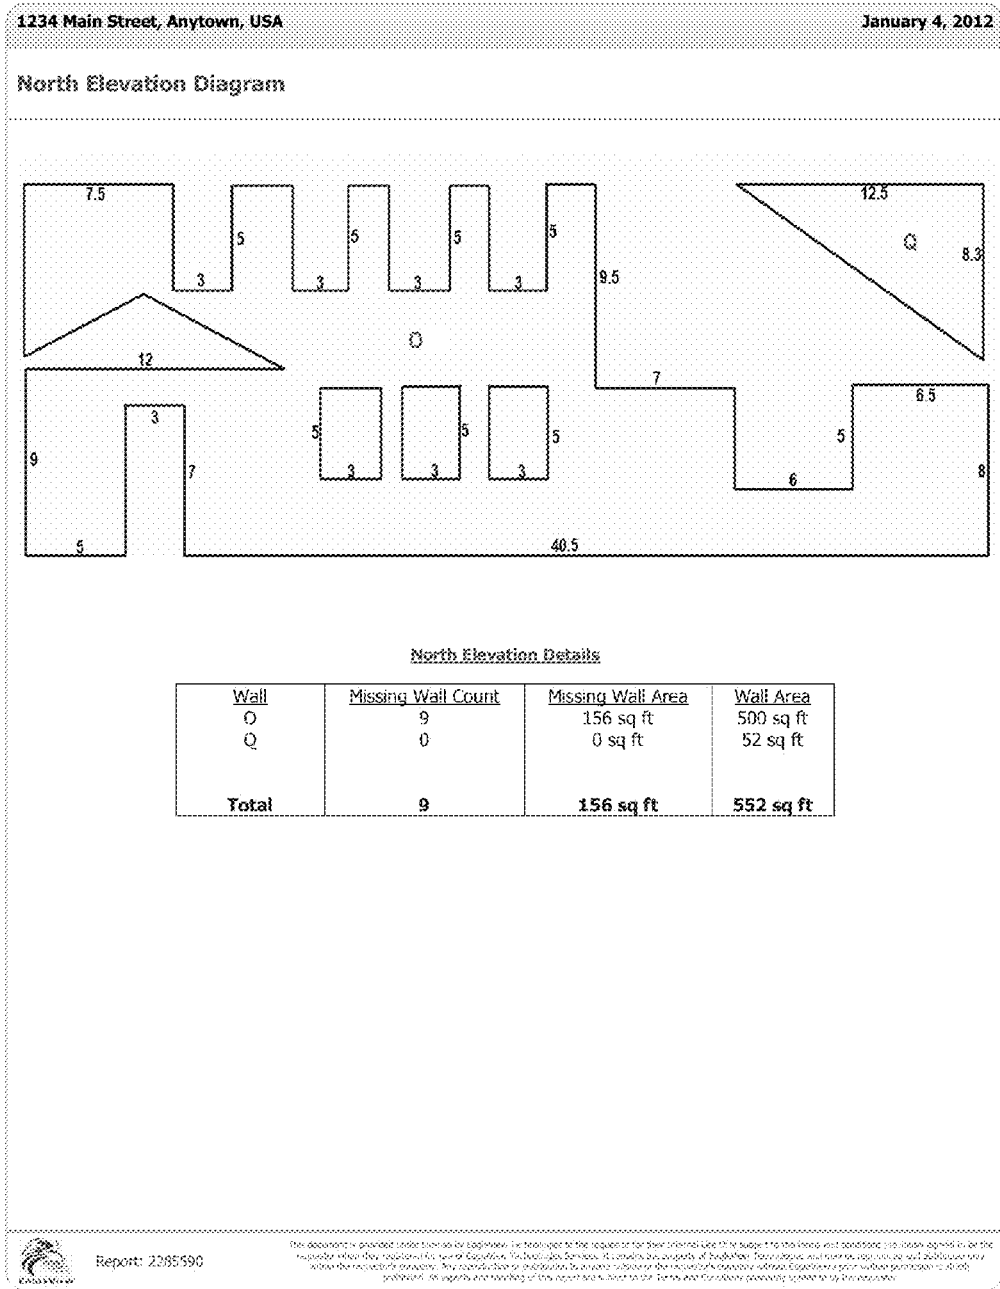 1234 Main Street, Anytown, USA January 4, 2012
North Elevation Diagram
7.5 12.5
5 5 5 5 Q 8.3
3 3 3 3 9.5
O
12 7 6.5
3
9 7 5 5 5 5 8
3 3 3 6
5 40.5
North Elevation Details
Wall Missing Wall Count Missing Wall Area Wall Area
O 9 156 sq ft 500 sq ft
Q 0 0 sq ft 52 sq ft
Total 9 156 sq ft 552 sq ft
Report: 2285590